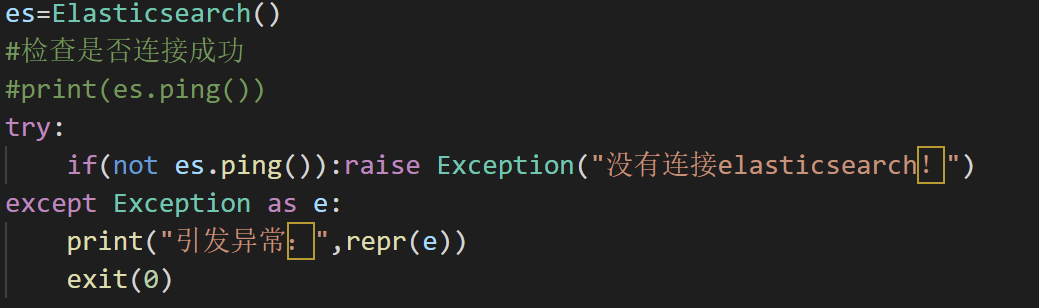 es=Elasticsearch()
#检查是否连接成功
#print(es.ping())
try:
    if(not es.ping()):raise Exception("没有连接elasticsearch！")
except Exception as e:
    print("引发异常：",repr(e))
    exit(0)